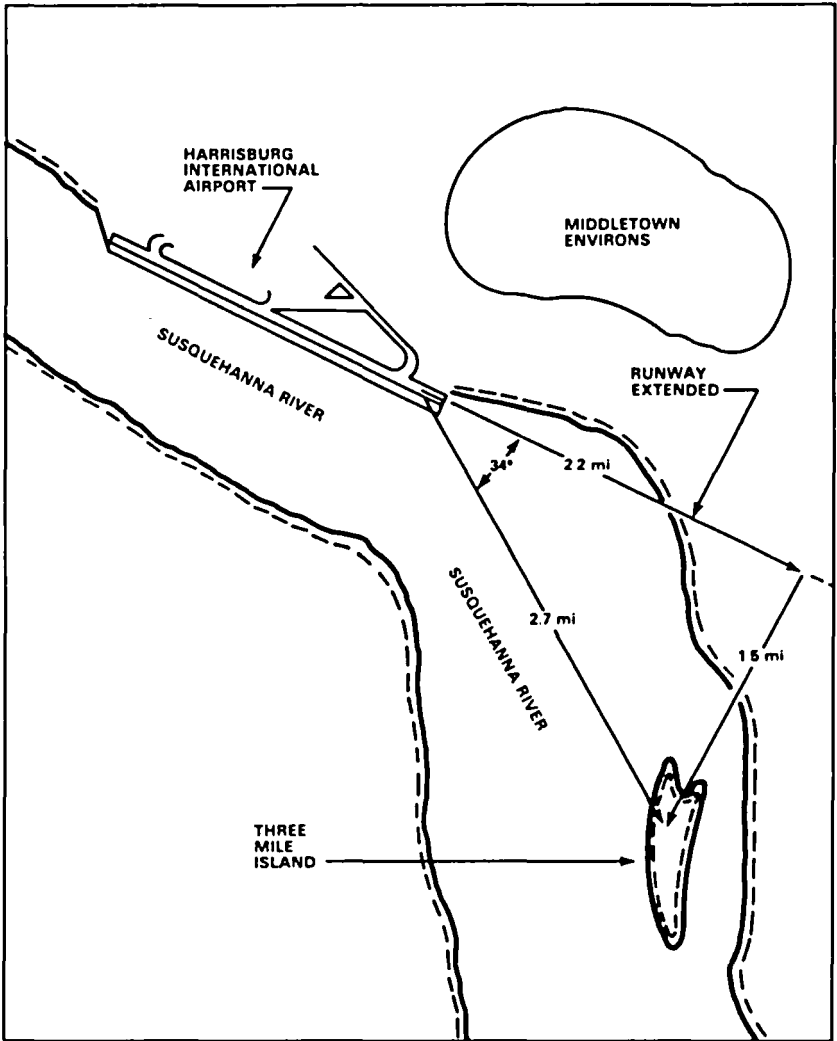 HARRISBURG
INTERNATIONAL
AIRPORT
MIDDLETOWN
ENVIRONS
SUSQUEHANNA RIVER
RUNWAY
EXTENDED
34°
2.2 mi
SUSQUEHANNA RIVER
2.7 mi
1.5 mi
THREE
MILE
ISLAND